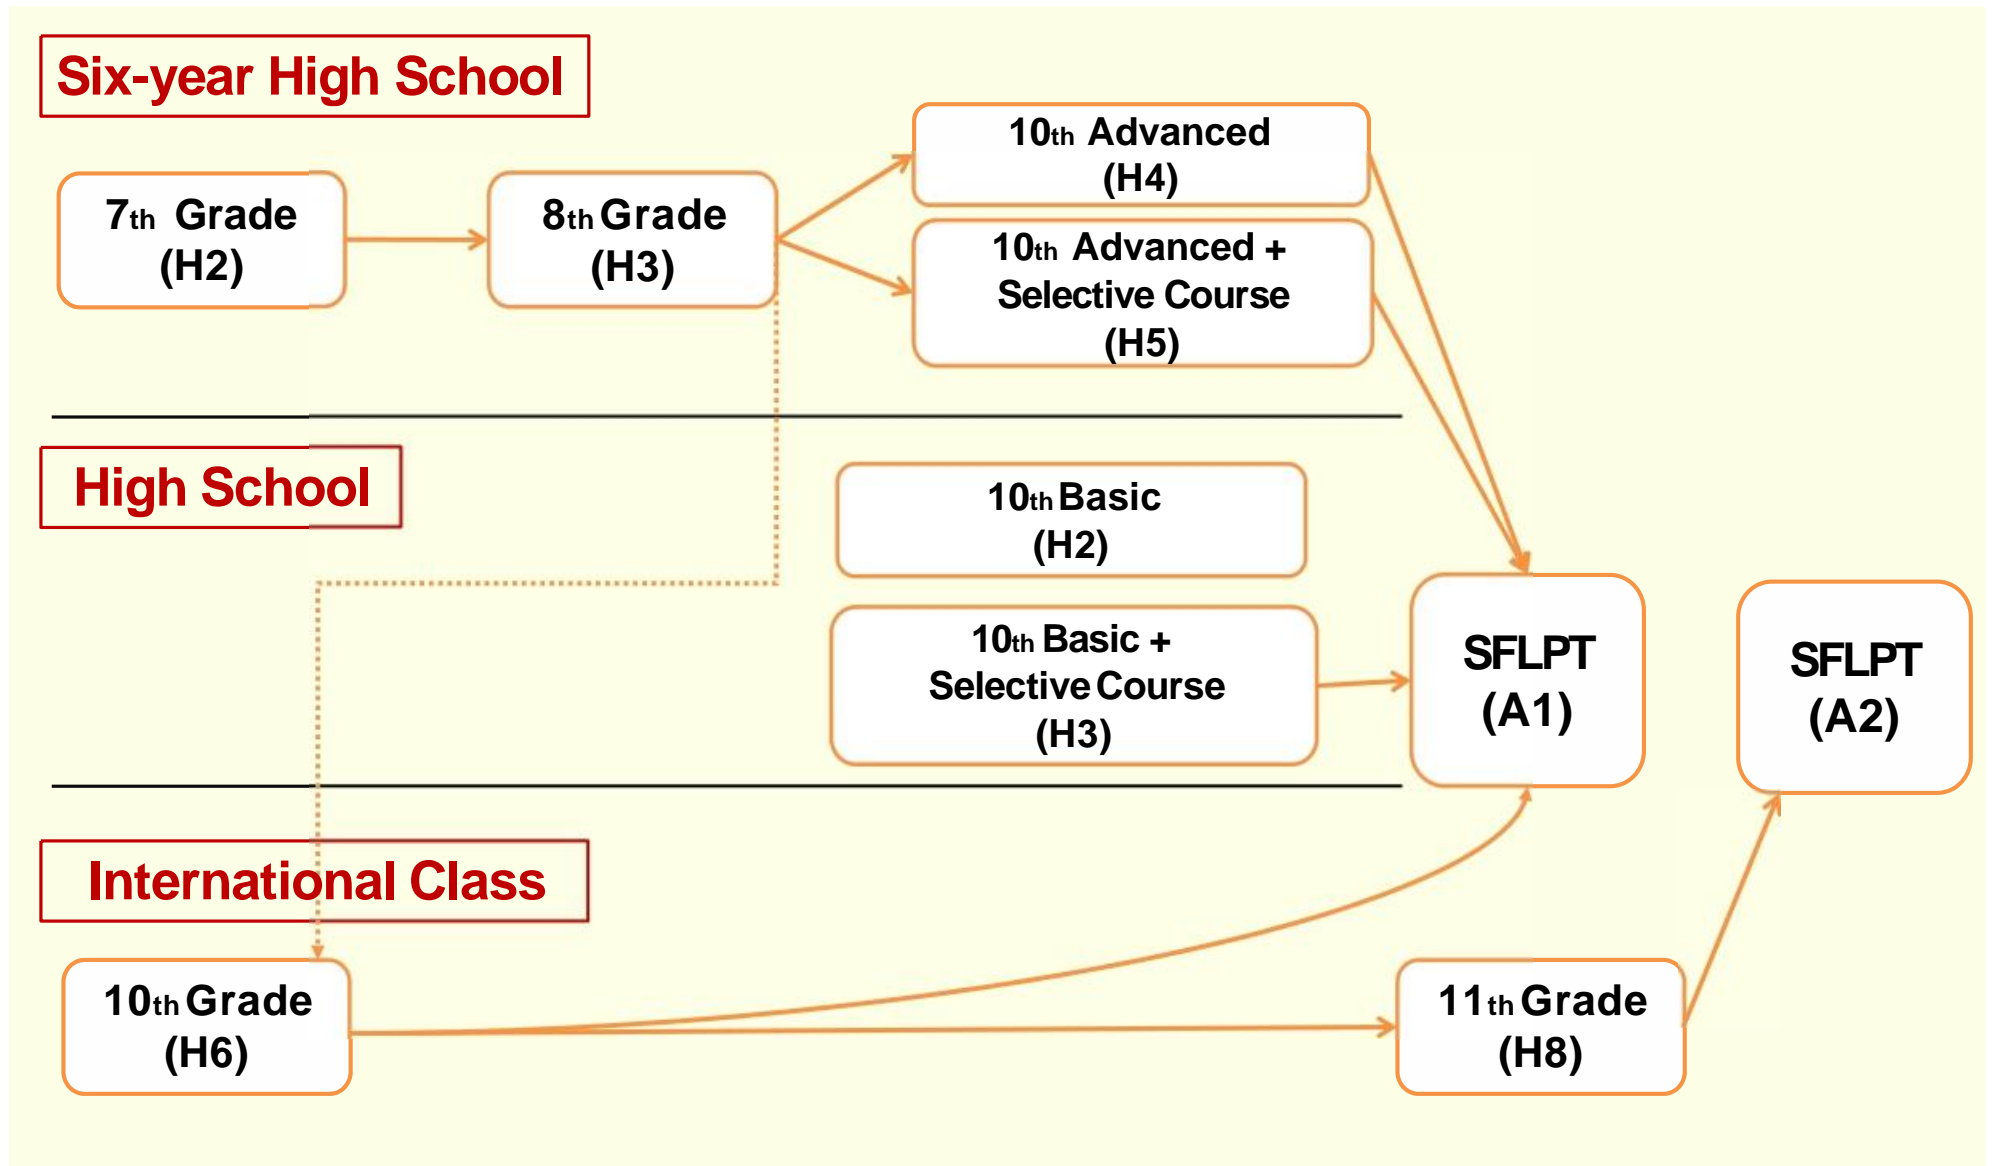 Six-year High School
7th Grade
(H2)
8th Grade
(H3)
10th Advanced
(H4)
10th Advanced +
Selective Course
(H5)
High School
10th Basic
(H2)
10th Basic +
Selective Course
(H3)
SFLPT
(A1)
SFLPT
(A2)
International Class
10th Grade
(H6)
11th Grade
(H8)